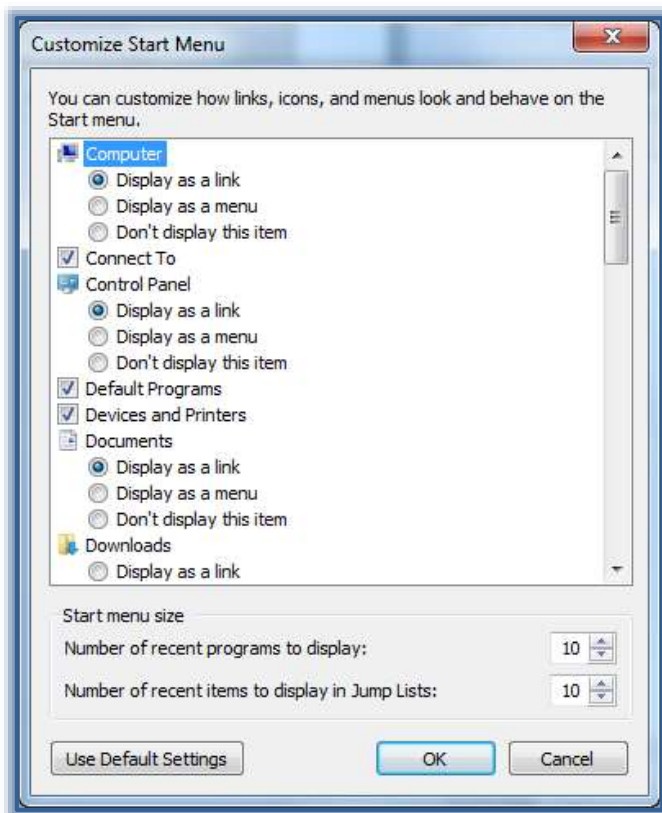 Customize Start Menu
You can customize how links, icons, and menus look and behave on the
Start menu.
Computer
Display as a link
Display as a menu
Don't display this item
Connect To
Control Panel
Display as a link
Display as a menu
Don't display this item
Default Programs
Devices and Printers
Documents
Display as a link
Display as a menu
Don't display this item
Downloads
Display as a link
Start menu size
Number of recent programs to display: 10
Number of recent items to display in Jump Lists: 10
Use Default Settings OK Cancel